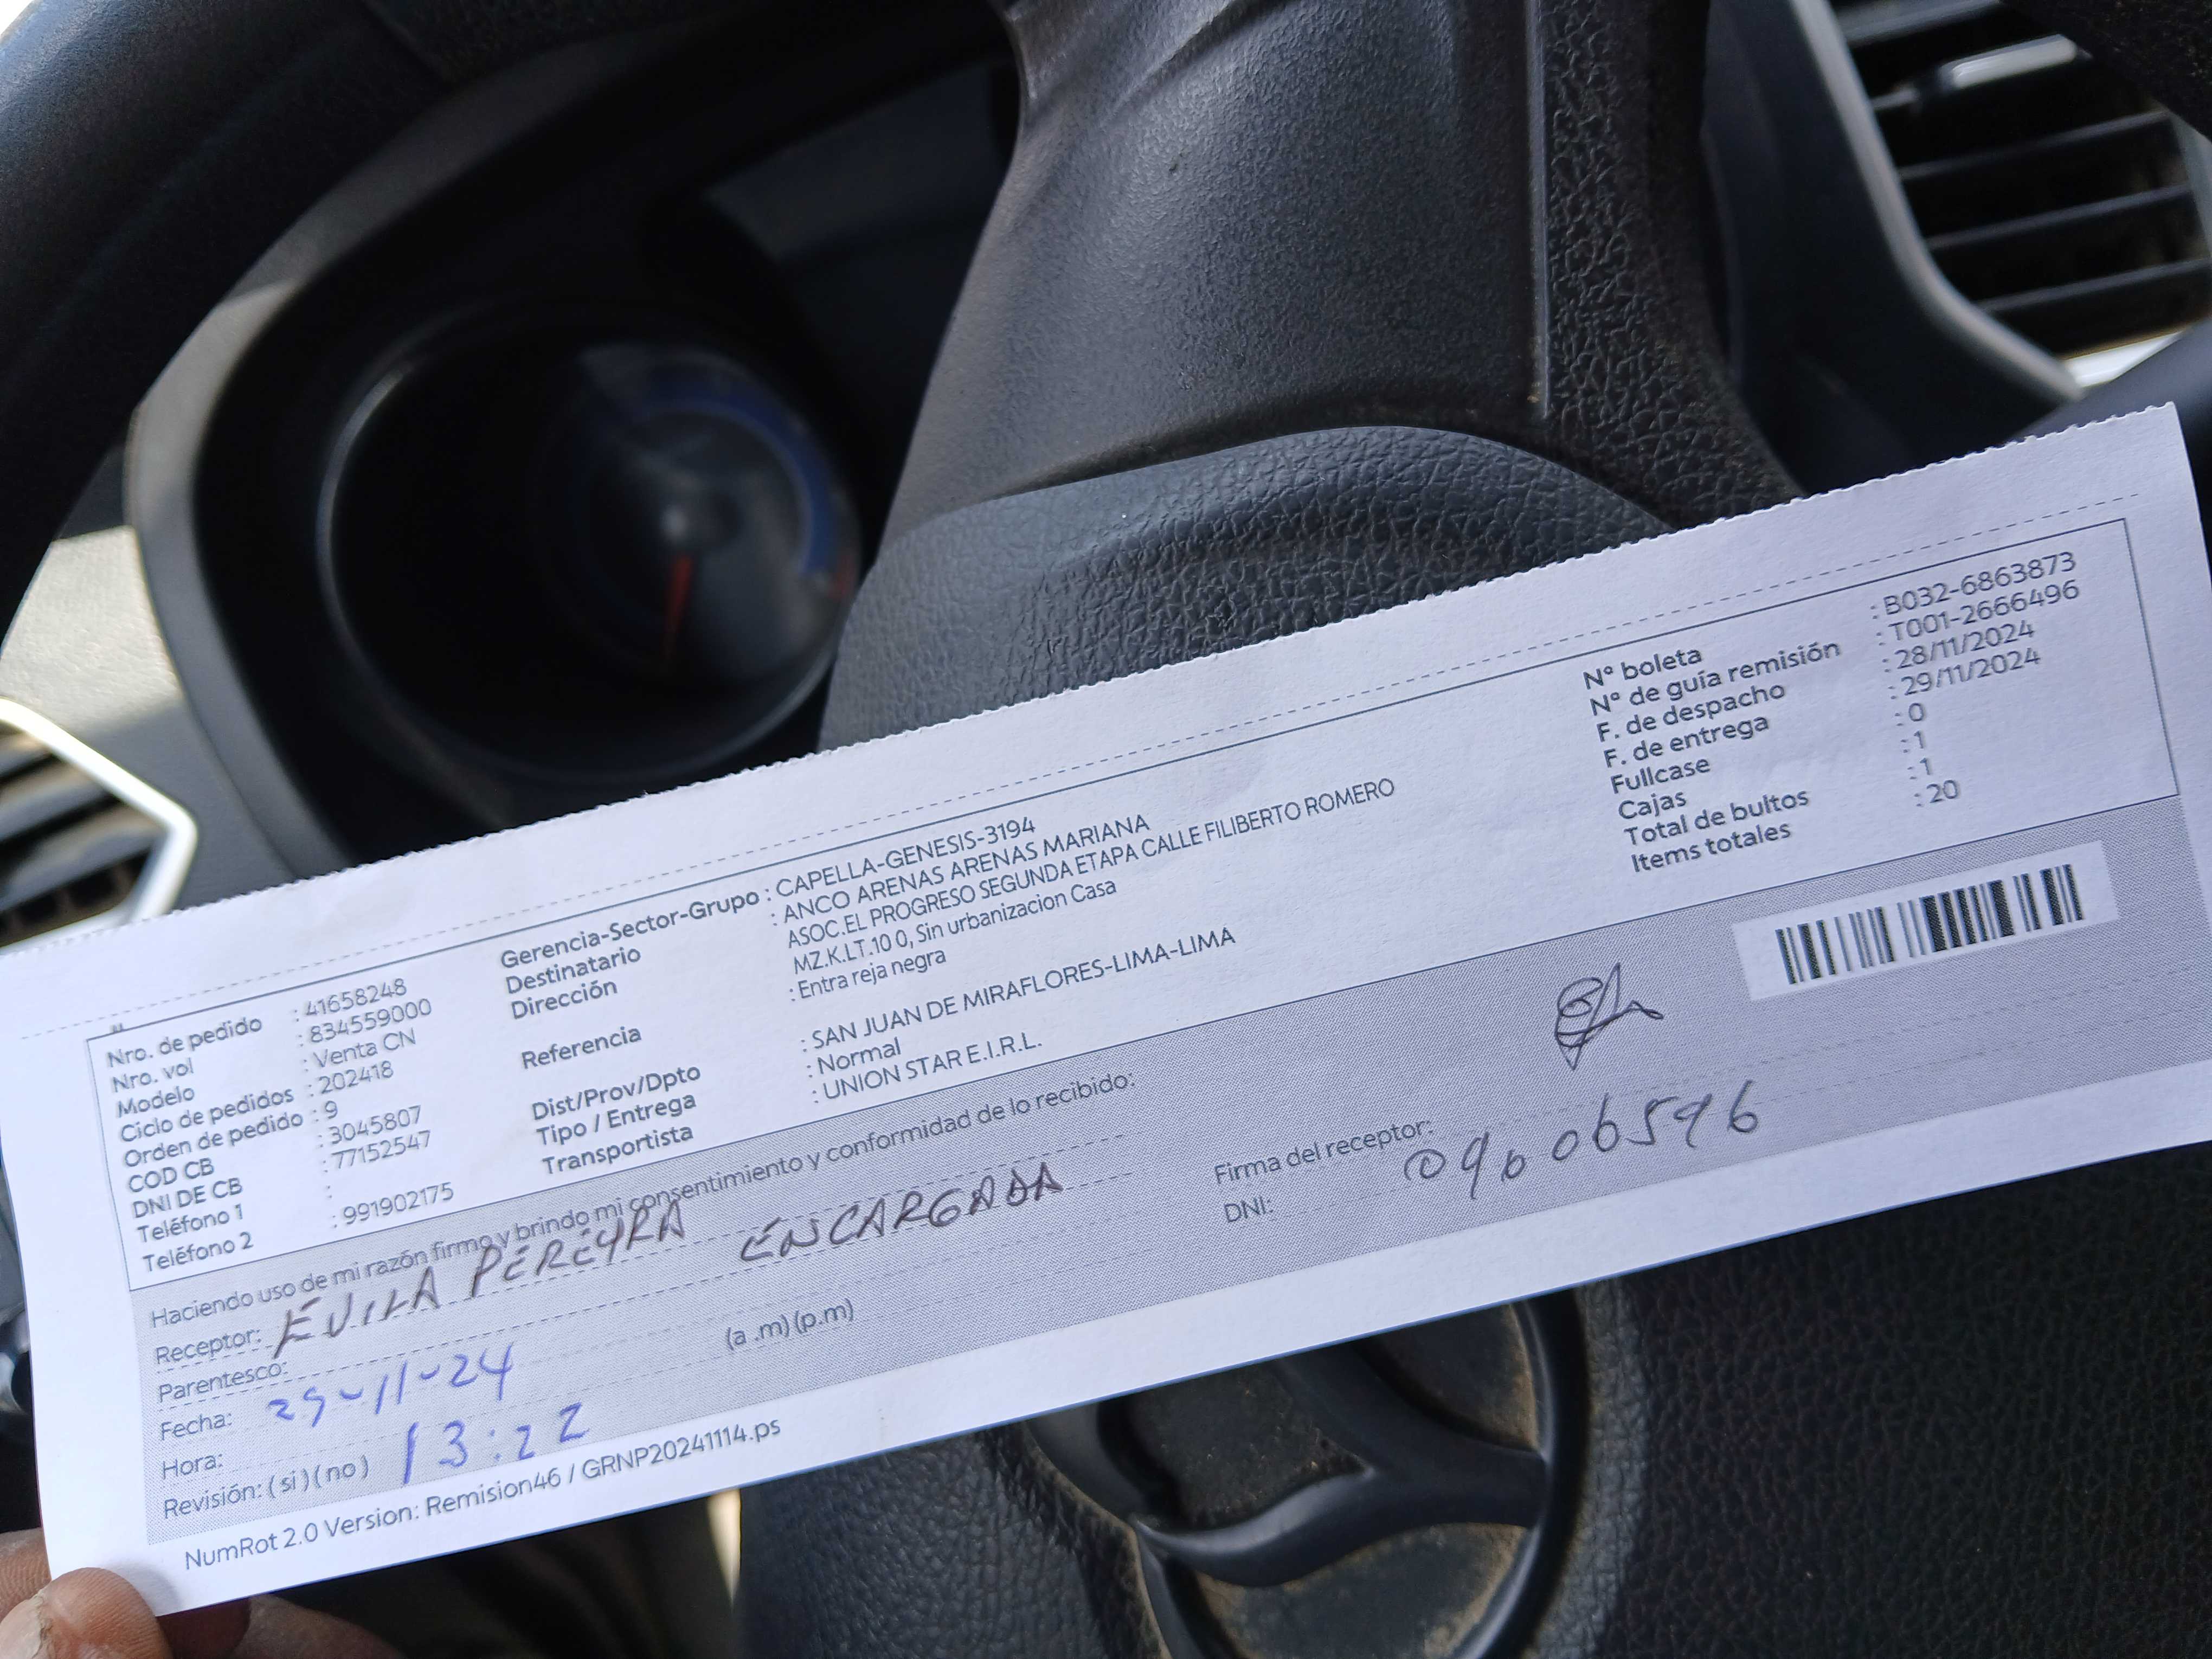 Nro. de pedido : 41658248
Nro. vol : 834559000
Modelo : Venta CN
Ciclo de pedidos : 202418
Orden de pedido : 9
COD CB : 3045807
DNI DE CB : 77152547
Teléfono 1 :
Teléfono 2 : 991902175
Gerencia-Sector-Grupo : CAPELLA-GENESIS-3194
Destinatario : ANCO ARENAS ARENAS MARIANA
Dirección ASOC.EL PROGRESO SEGUNDA ETAPA CALLE FILIBERTO ROMERO
MZ.K.LT.10 0, Sin urbanizacion Casa
Referencia : Entra reja negra
Dist/Prov/Dpto : SAN JUAN DE MIRAFLORES-LIMA-LIMA
Tipo / Entrega : Normal
Transportista : UNION STAR E.I.R.L.
N° boleta : B032-6863873
N° de guía remisión : T001-2666496
F. de despacho : 28/11/2024
F. de entrega : 29/11/2024
Fullcase : 0
Cajas : 1
Total de bultos : 1
Items totales : 20
Haciendo uso de mi razón firmo y brindo mi consentimiento y conformidad de lo recibido:
Receptor: PEREYRA ENCARGADA
Parentesco:
Fecha: 29-11-24
Hora: (a .m) (p.m)
Revisión: ( si ) ( no ) 13:22
Firma del receptor:
DNI:
NumRot 2.0 Version: Remision46 / GRNP20241114.ps